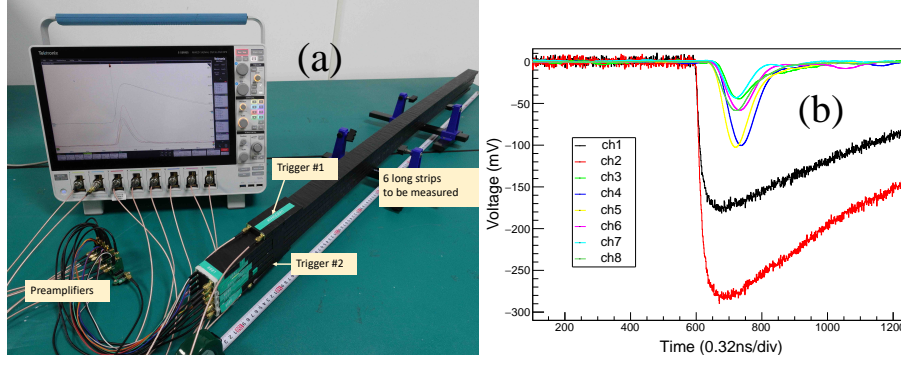 Tektronix
(a)
Trigger #1
6 long strips
to be measured
Trigger #2
Preamplifiers
(b)
Voltage (mV)
0
−50
−100
−150
−200
−250
−300
ch1
ch2
ch3
ch4
ch5
ch6
ch7
ch8
200
400
600
800
1000
1200
Time (0.32ns/div)